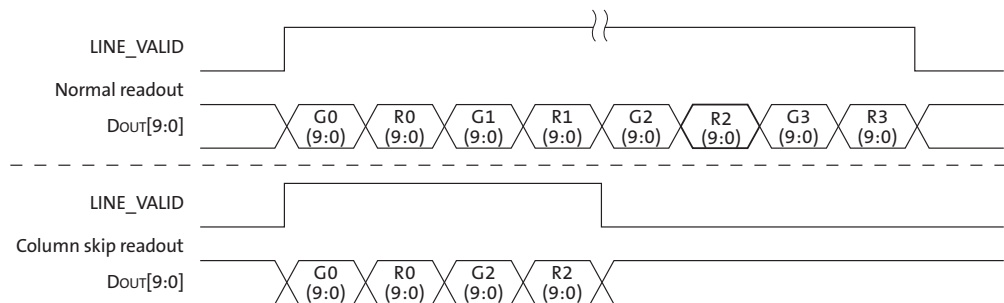 LINE_VALID
Normal readout
DOUT[9:0]
G0 R0 G1 R1 G2 R2 G3 R3
(9:0) (9:0) (9:0) (9:0) (9:0) (9:0) (9:0) (9:0)
LINE_VALID
Column skip readout
DOUT[9:0]
G0 R0 G2 R2
(9:0) (9:0) (9:0) (9:0)